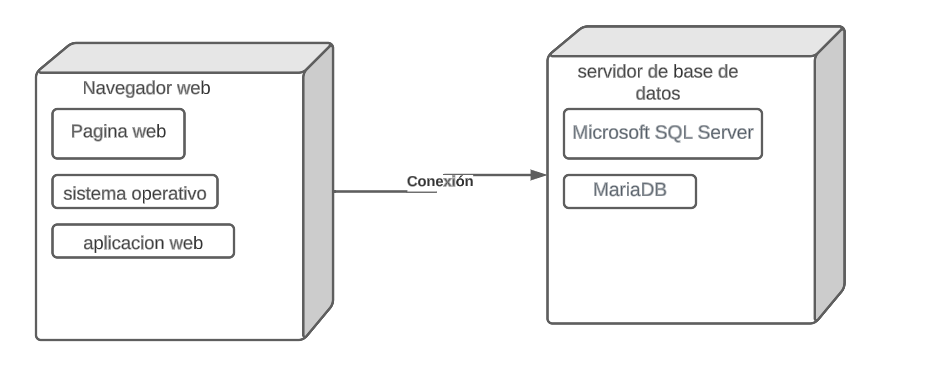 Navegador web
Pagina web
sistema operativo
aplicacion web
Conexión
servidor de base de
datos
Microsoft SQL Server
MariaDB